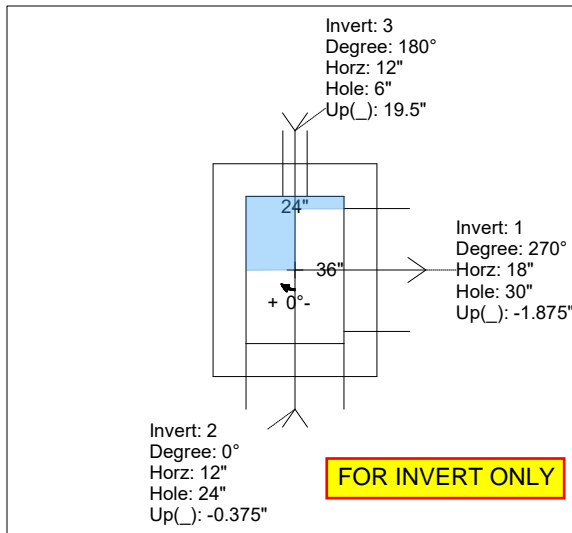 Invert: 3
Degree: 180°
Horz: 12"
Hole: 6"
Up(_): 19.5"
24"
36"
+ 0°-
Invert: 1
Degree: 270°
Horz: 18"
Hole: 30"
Up(_): -1.875"
Invert: 2
Degree: 0°
Horz: 12"
Hole: 24"
Up(_): -0.375"
FOR INVERT ONLY